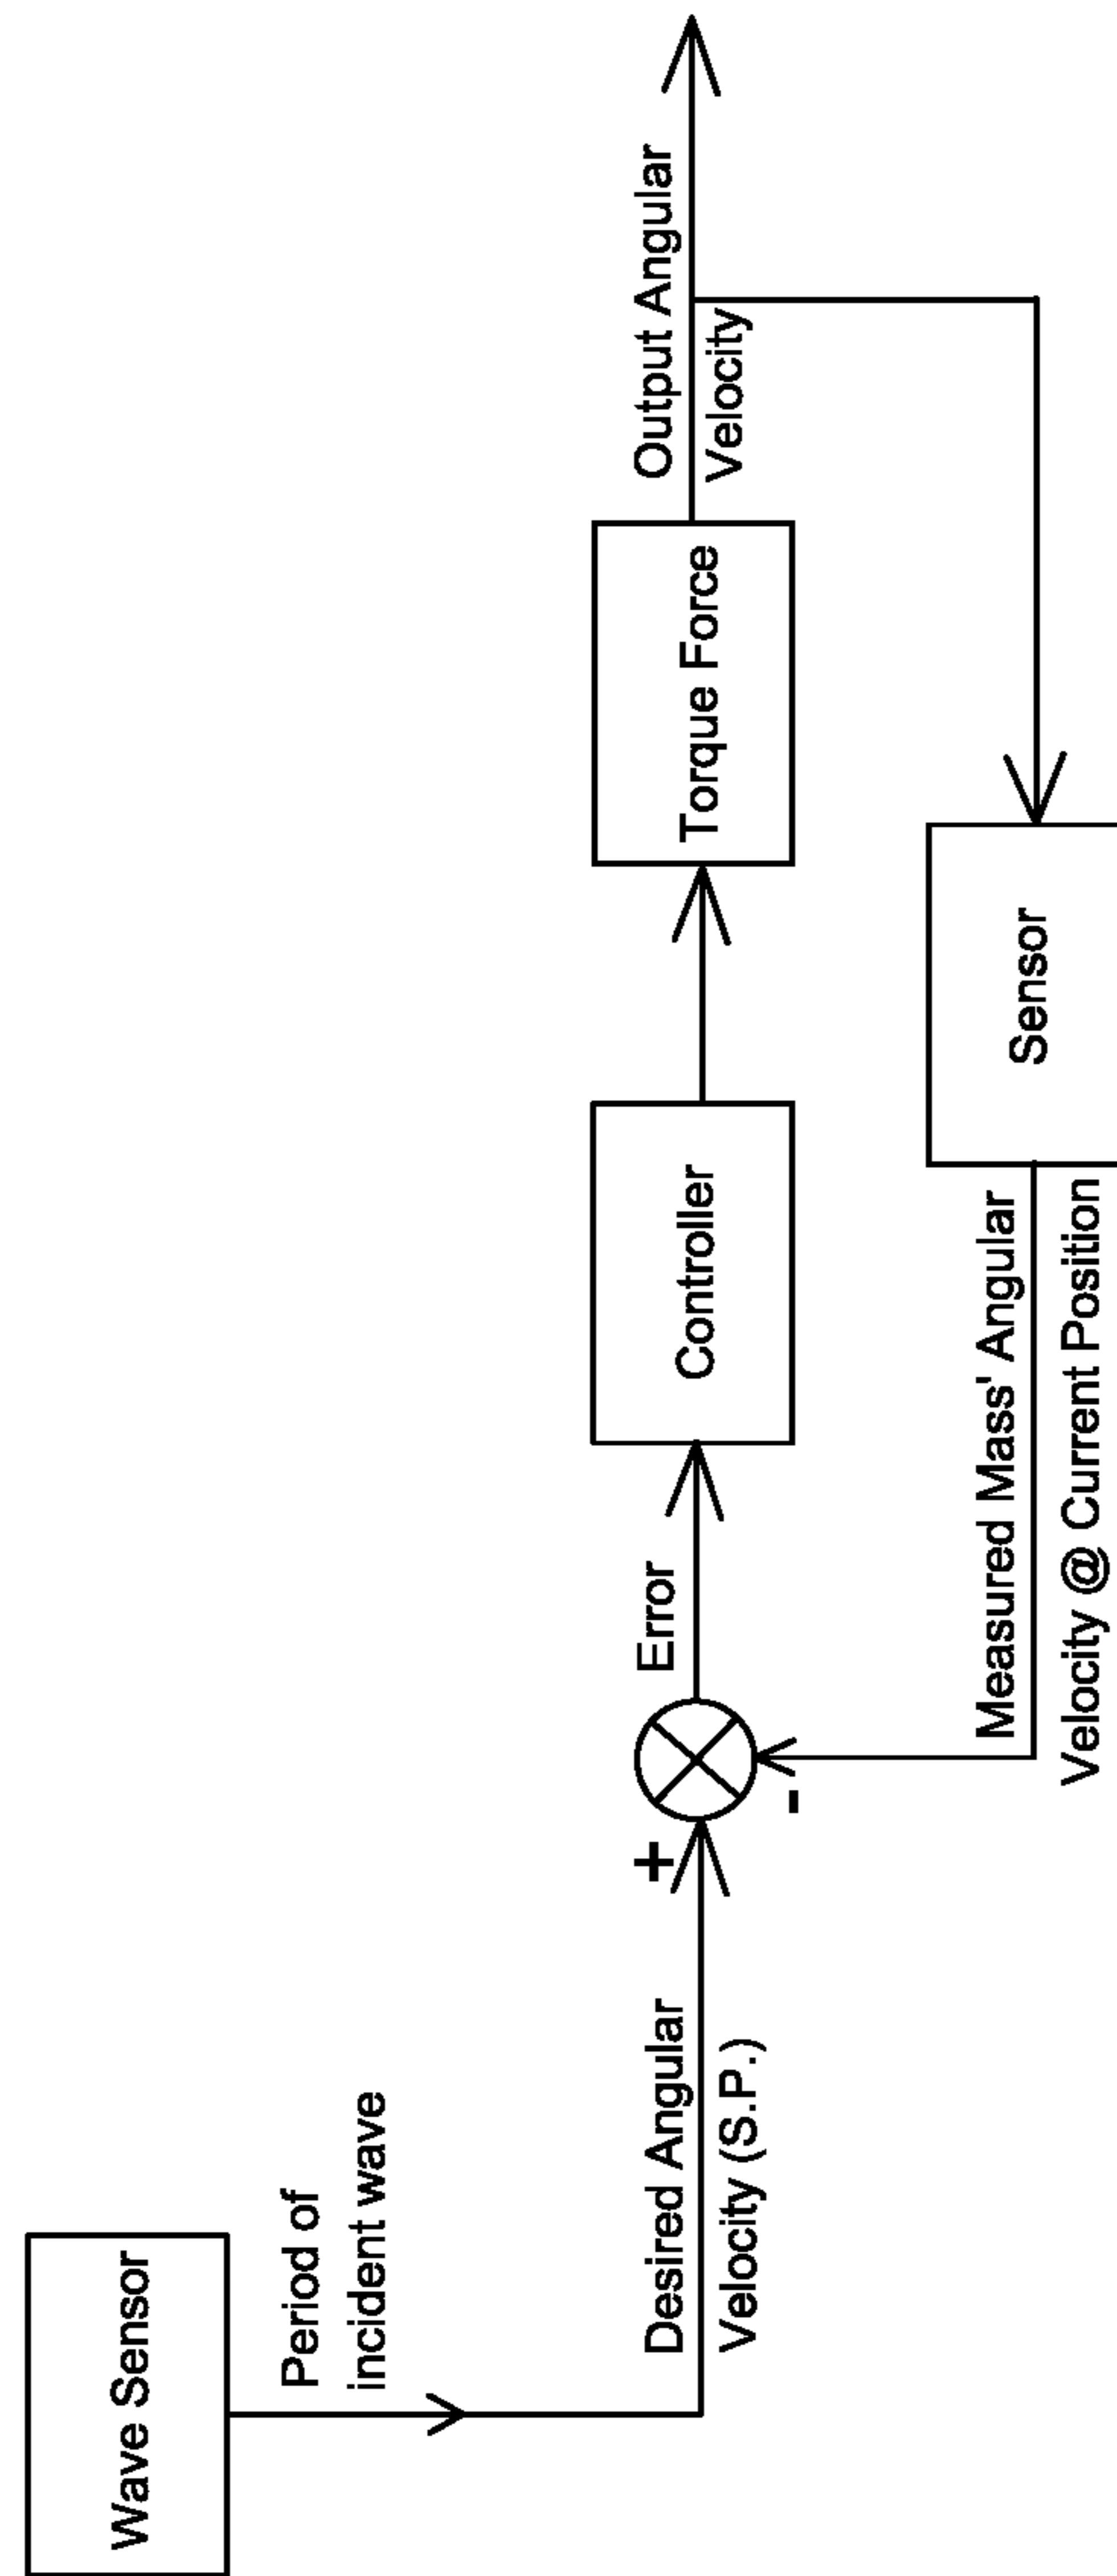 Wave Sensor
Period of
incident wave
Desired Angular
Velocity (S.P.)
+
-
Error
Controller
Torque Force
Output Angular
Velocity
Sensor
Measured Mass' Angular
Velocity @ Current Position